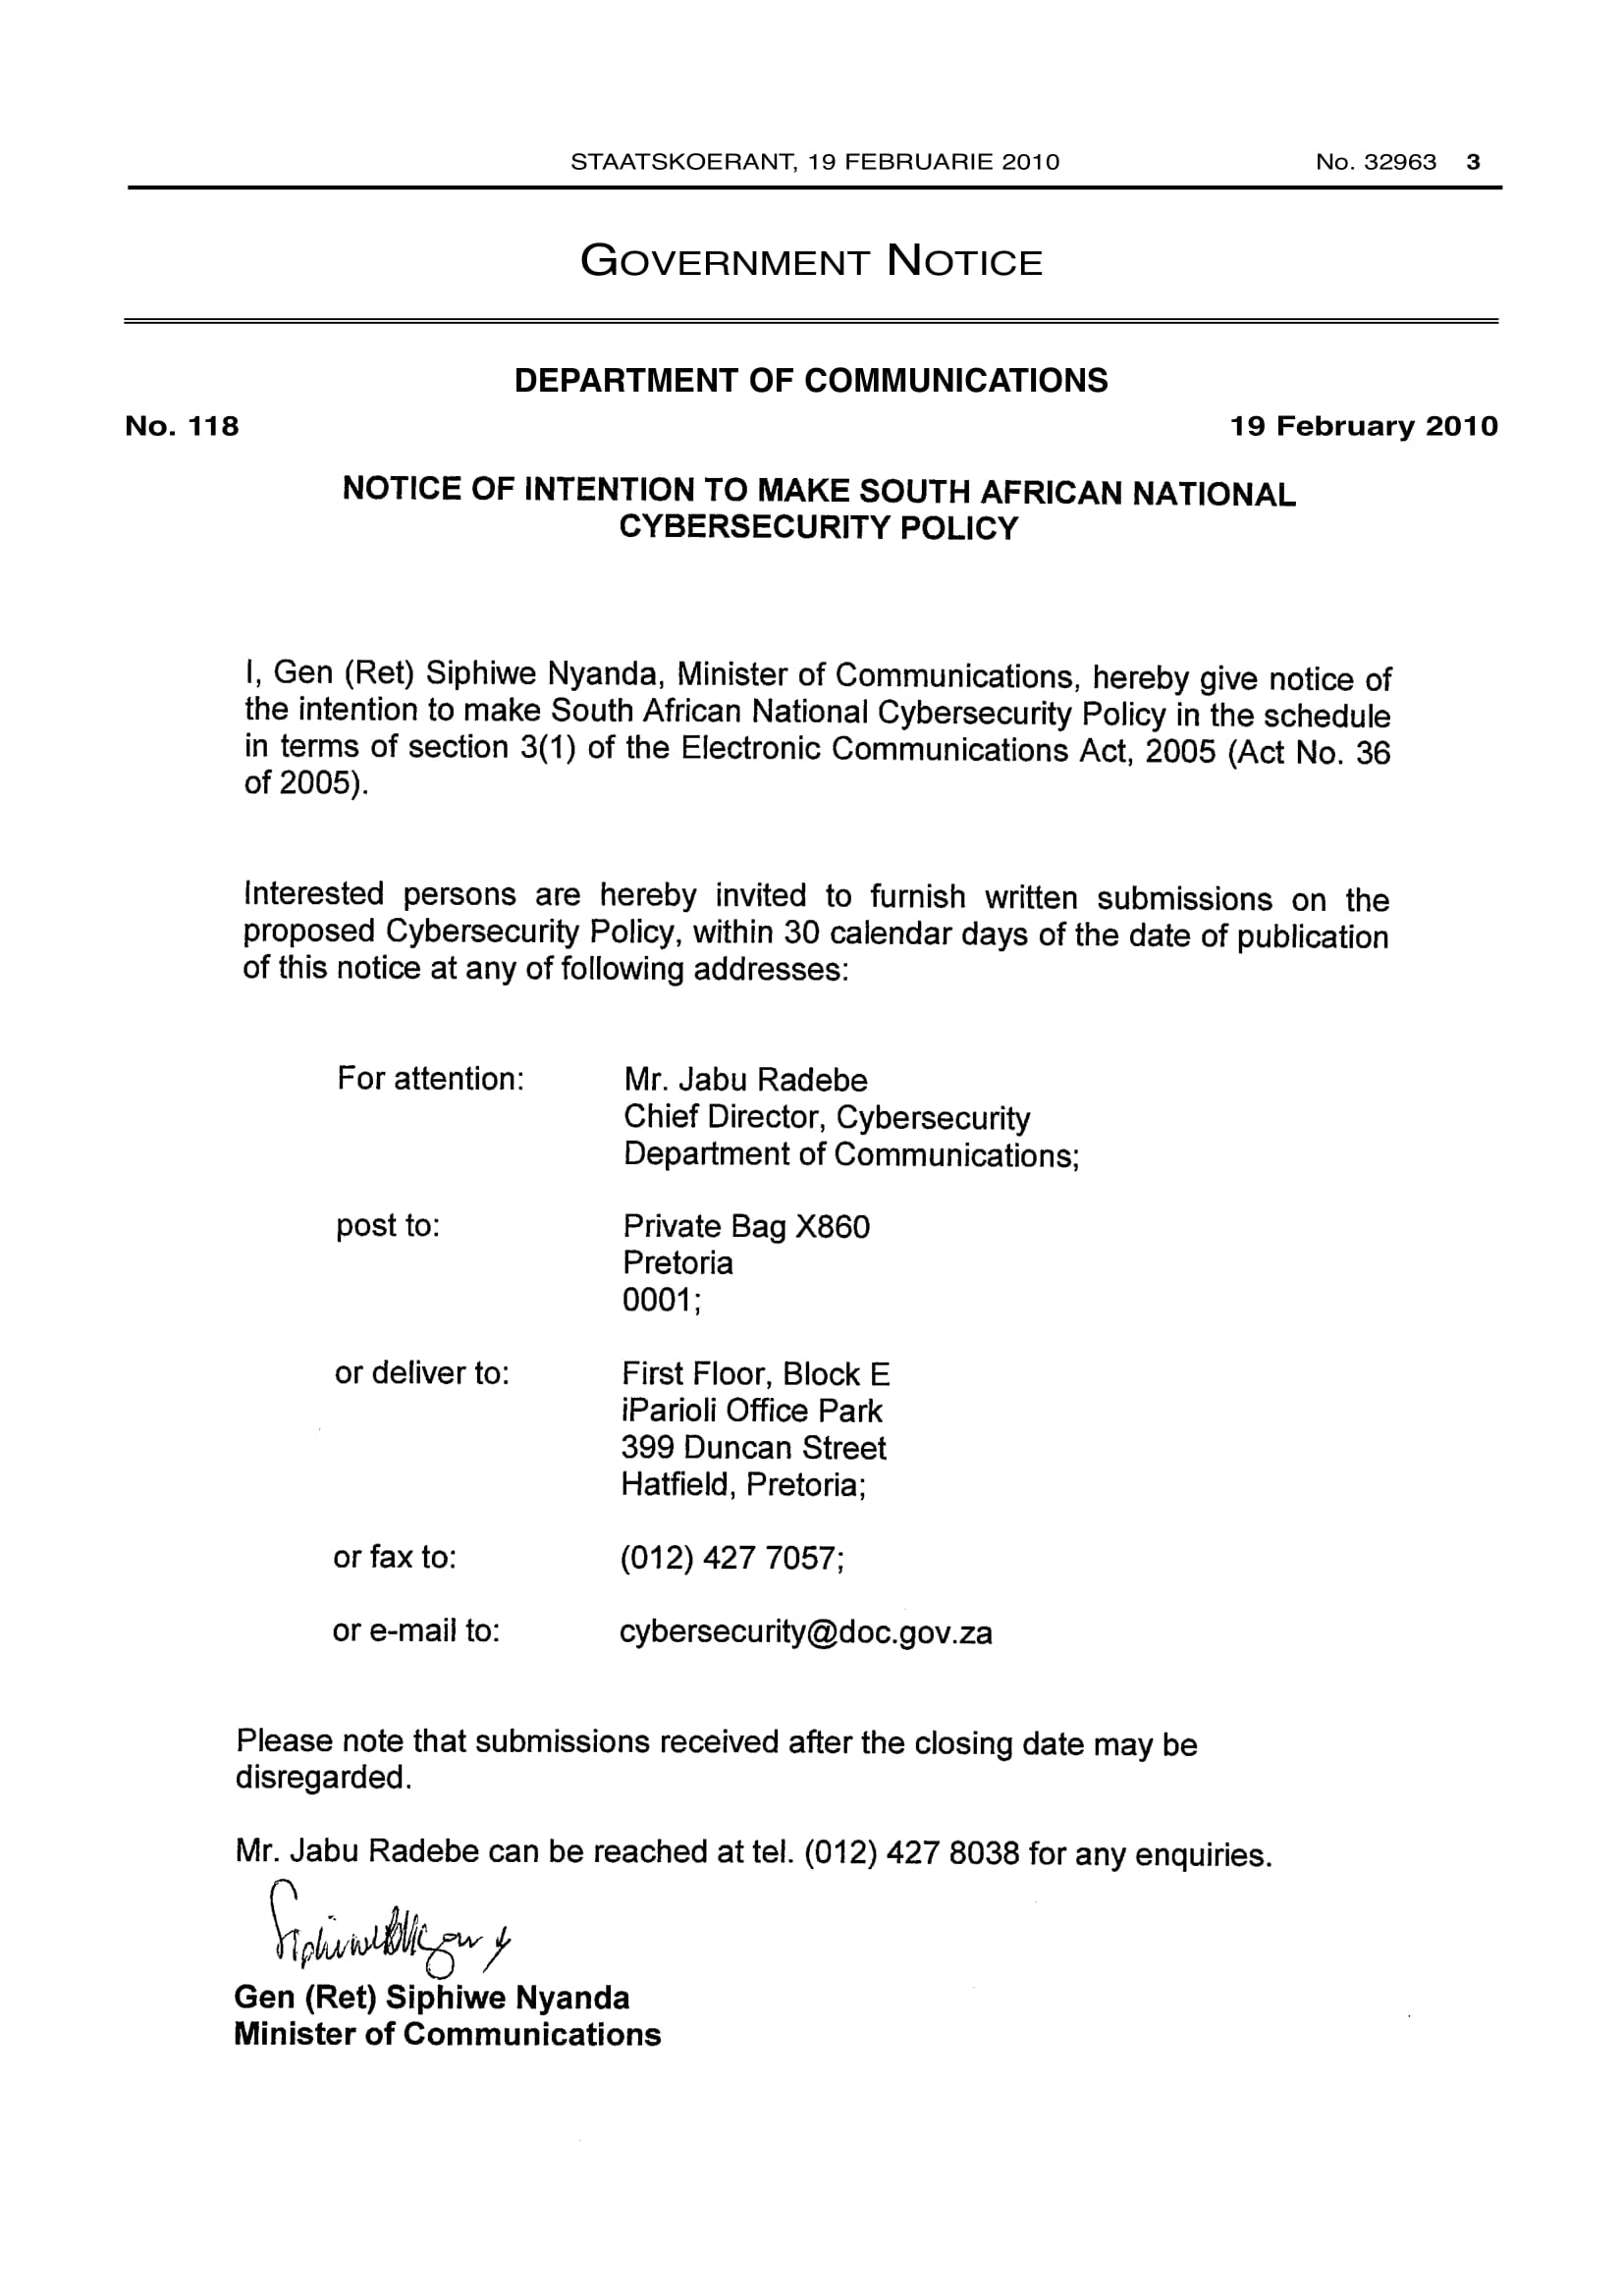 STAATSKOERANT, 19 FEBRUARIE 2010 No. 32963 3
GOVERNMENT NOTICE
DEPARTMENT OF COMMUNICATIONS
No. 118 19 February 2010
NOTICE OF INTENTION TO MAKE SOUTH AFRICAN NATIONAL
CYBERSECURITY POLICY
I, Gen (Ret) Siphiwe Nyanda, Minister of Communications, hereby give notice of
the intention to make South African National Cybersecurity Policy in the schedule
in terms of section 3(1) of the Electronic Communications Act, 2005 (Act No. 36
of 2005).
Interested persons are hereby invited to furnish written submissions on the
proposed Cybersecurity Policy, within 30 calendar days of the date of publication
of this notice at any of following addresses:
For attention: Mr. Jabu Radebe
Chief Director, Cybersecurity
Department of Communications;
post to: Private Bag X860
Pretoria
0001;
or deliver to: First Floor, Block E
iParioli Office Park
399 Duncan Street
Hatfield, Pretoria;
or fax to: (012) 427 7057;
or e-mail to: cybersecurity@doc.gov.za
Please note that submissions received after the closing date may be
disregarded.
Mr. Jabu Radebe can be reached at tel. (012) 427 8038 for any enquiries.
Gen (Ret) Siphiwe Nyanda
Minister of Communications